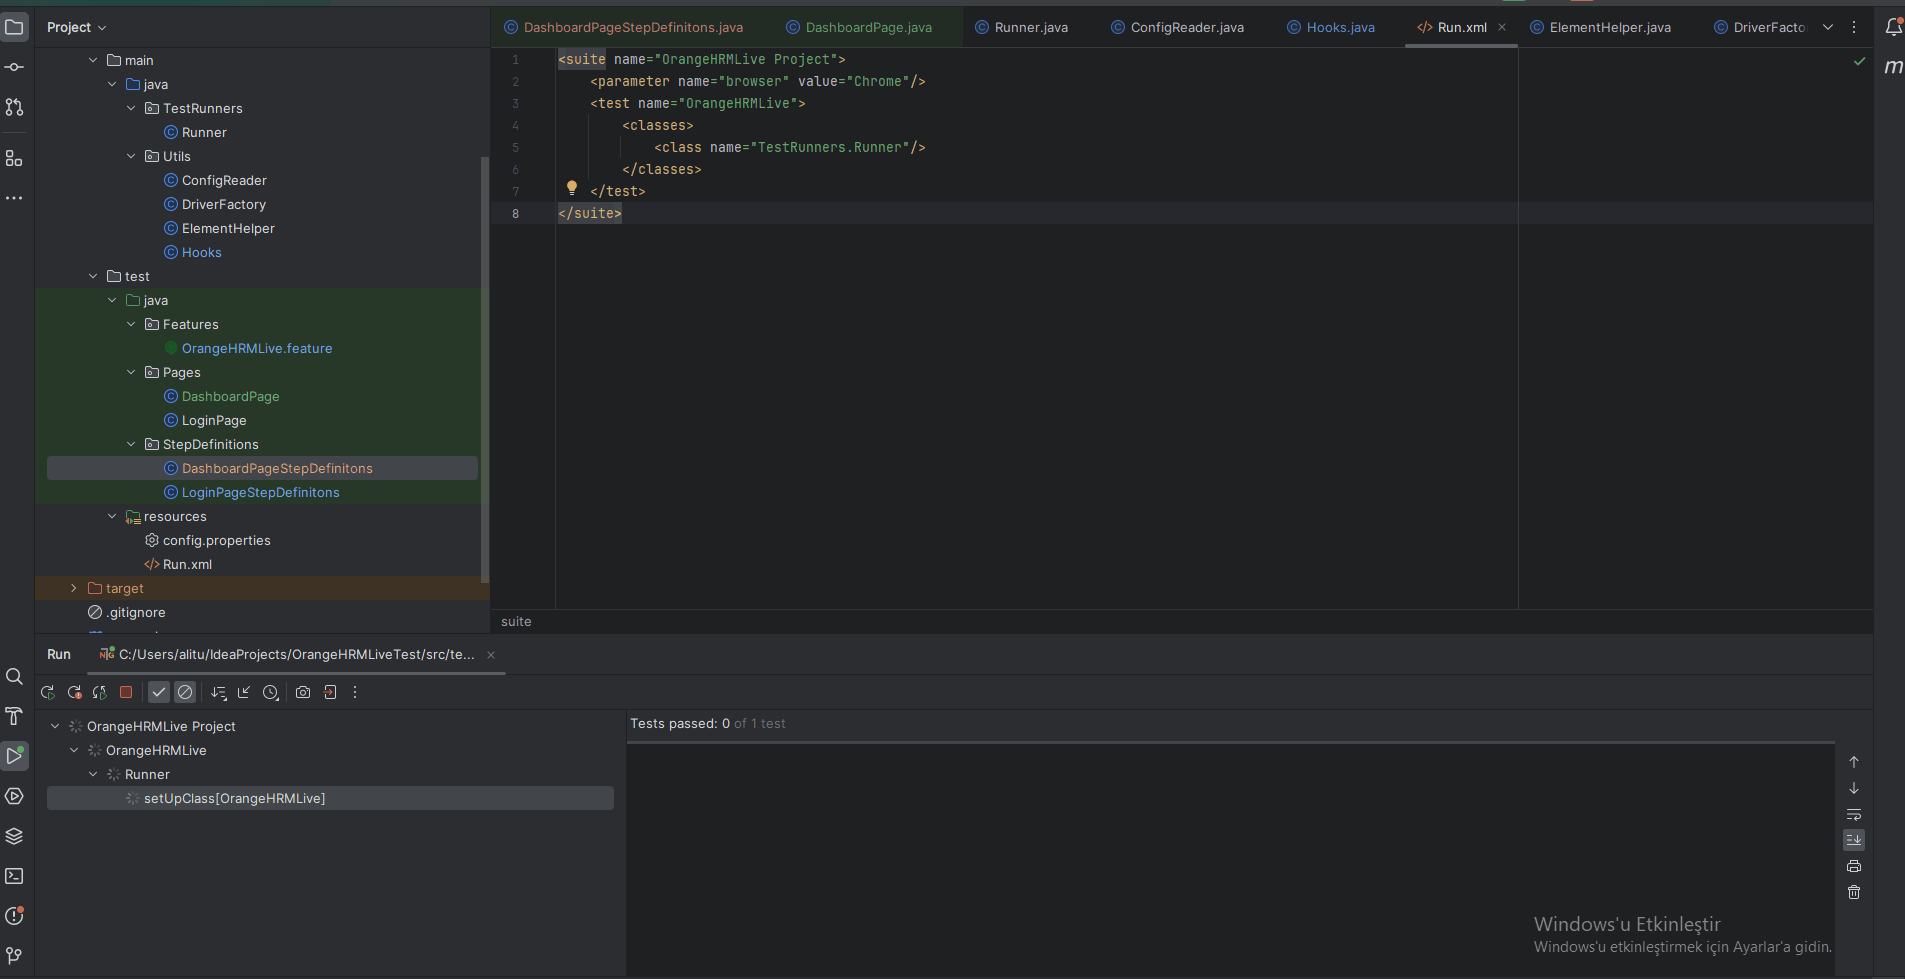 Project
DashboardPageStepDefinitons.java
DashboardPage.java
Runner.java
ConfigReader.java
Hooks.java
</> Run.xml
ElementHelper.java
DriverFacto
main
java
TestRunners
Runner
Utils
ConfigReader
DriverFactory
ElementHelper
Hooks
test
java
Features
OrangeHRMLive.feature
Pages
DashboardPage
LoginPage
StepDefinitions
DashboardPageStepDefinitons
LoginPageStepDefinitons
resources
config.properties
</> Run.xml
target
.gitignore
1 <suite name="OrangeHRMLive Project">
2 <parameter name="browser" value="Chrome"/>
3 <test name="OrangeHRMLive">
4 <classes>
5 <class name="TestRunners.Runner"/>
6 </classes>
7 </test>
8 </suite>
suite
m
Run
C:/Users/alitu/IdeaProjects/OrangeHRMLiveTest/src/te...
OrangeHRMLive Project
OrangeHRMLive
Runner
setUpClass[OrangeHRMLive]
Tests passed: 0 of 1 test
Windows'u Etkinleştir
Windows'u etkinleştirmek için Ayarlar'a gidin.